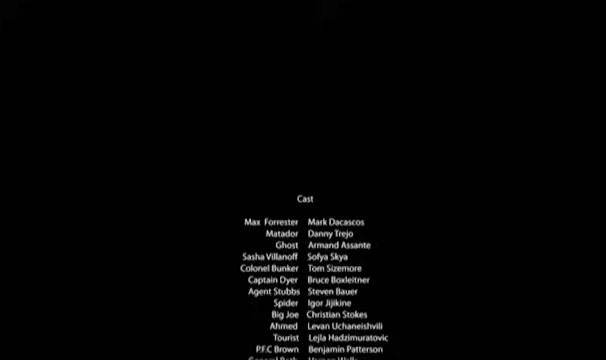 Cast
Max Forrester Mark Dacascos
Matador Danny Trejo
Ghost Armand Assante
Sasha Villanoff Sofya Skya
Colonel Bunker Tom Sizemore
Captain Dyer Bruce Boxleitner
Agent Stubbs Steven Bauer
Spider Igor Jijikine
Big Joe Christian Stokes
Ahmed Levan Uchaneishvili
Tourist Lejla Hadzimuratovic
P.F.C Brown Benjamin Patterson